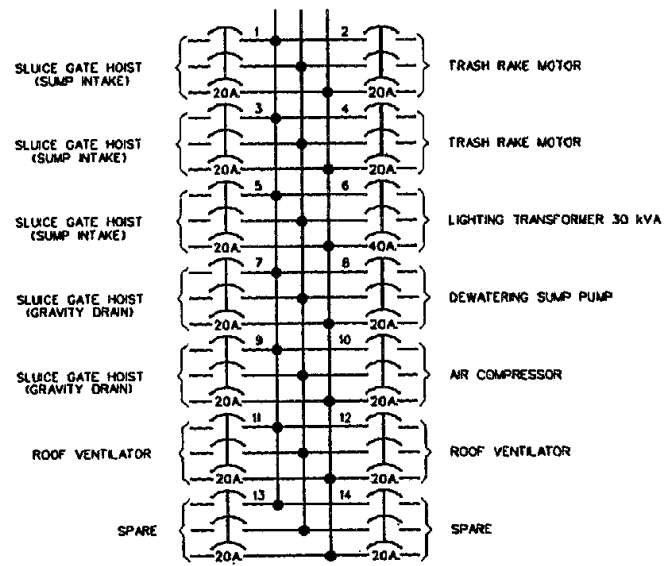 1 2
SLUICE GATE HOIST
(SUMP INTAKE)
TRASH RAKE MOTOR
20A 20A
3 4
SLUICE GATE HOIST
(SUMP INTAKE)
TRASH RAKE MOTOR
20A 20A
5 6
SLUICE GATE HOIST
(SUMP INTAKE)
LIGHTING TRANSFORMER 30 kVA
20A 40A
7 8
SLUICE GATE HOIST
(GRAVITY DRAIN)
DEWATERING SUMP PUMP
20A 20A
9 10
SLUICE GATE HOIST
(GRAVITY DRAIN)
AIR COMPRESSOR
20A 20A
11 12
ROOF VENTILATOR
ROOF VENTILATOR
20A 20A
13 14
SPARE
SPARE
20A 20A